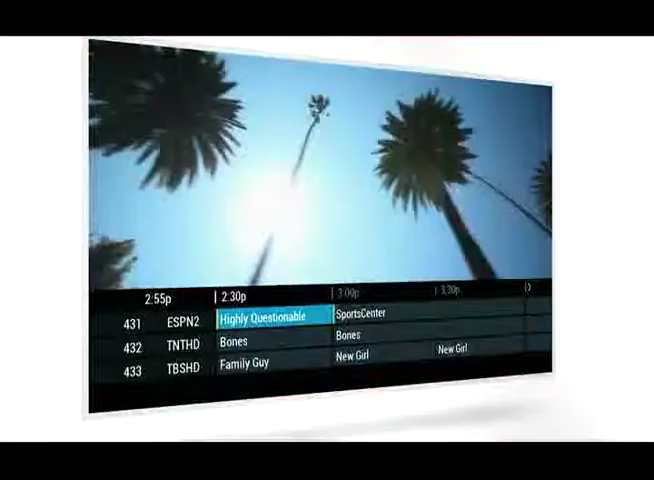 2:55p | 2:30p | 3:00p 3:30p
431 ESPN2 Highly Questionable SportsCenter
432 TNTHD Bones Bones
433 TBSHD Family Guy New Girl New Girl